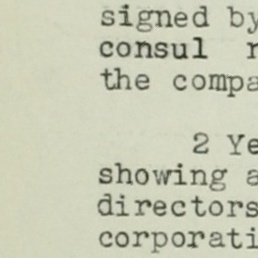 signed by
consul
the compa
2 Ye
showing a
directors
corporati